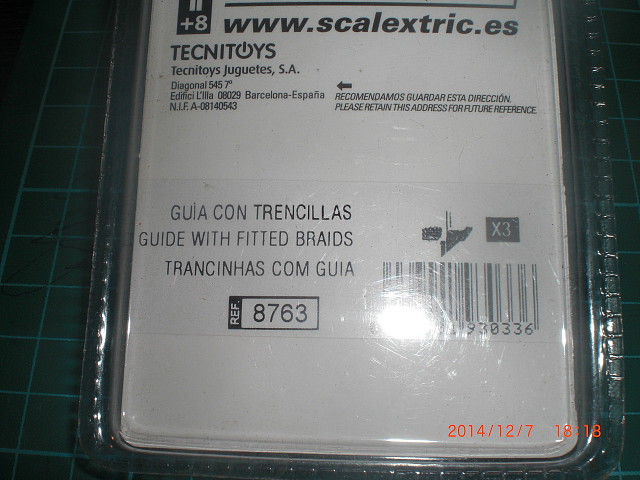 +8
www.scalextric.es
TECNITOYS
Tecnitoys Juguetes, S.A.
Diagonal 545 7º
Edifici L'Illa 08029 Barcelona-España
N.I.F. A-08140543
RECOMENDAMOS GUARDAR ESTA DIRECCIÓN.
PLEASE RETAIN THIS ADDRESS FOR FUTURE REFERENCE.
GUÌA CON TRENCILLAS
GUIDE WITH FITTED BRAIDS
TRANCINHAS COM GUIA
X3
REF. 8763
930336
2014/12/7 18:18